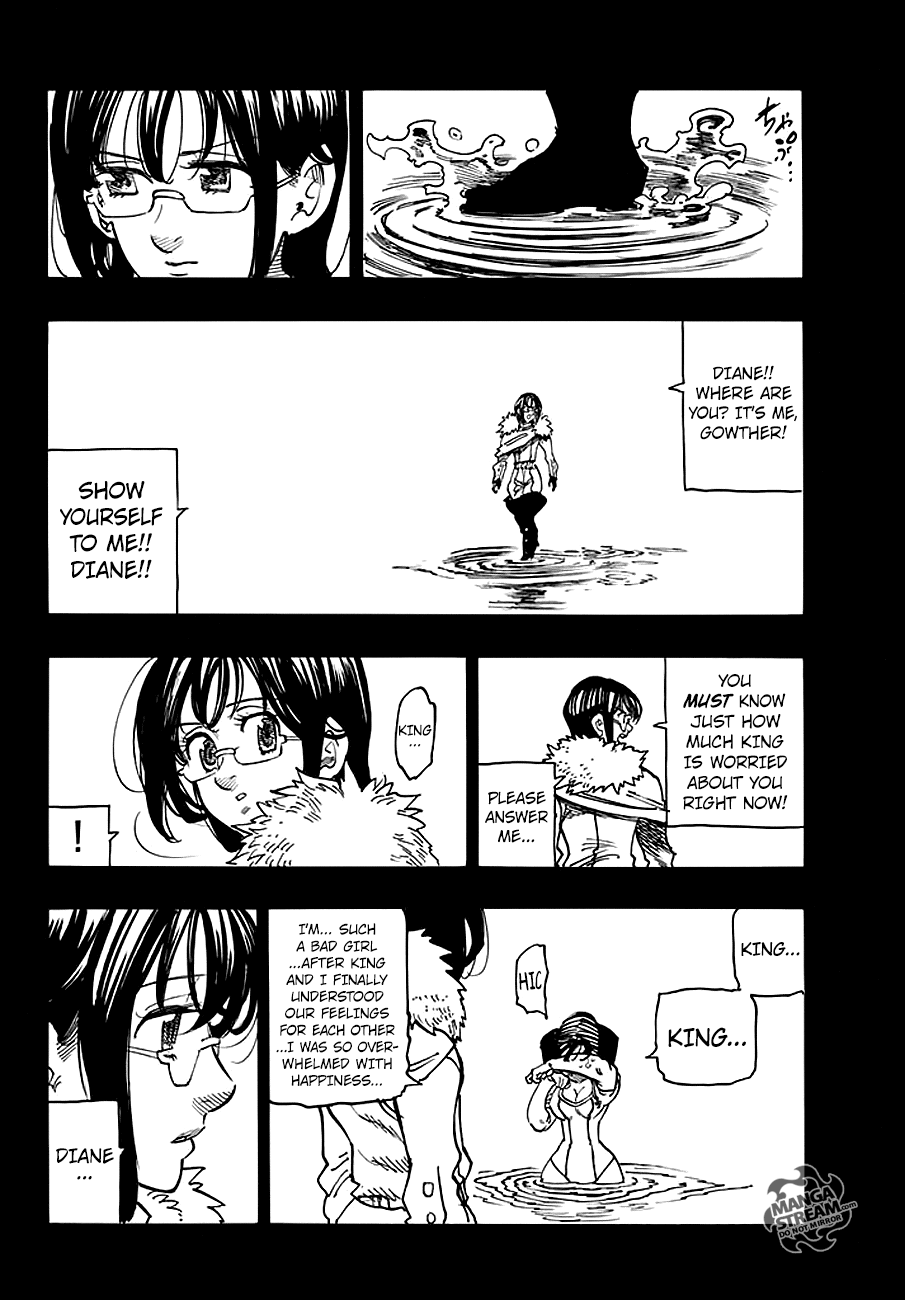 ちゃぷ…
DIANE!!
WHERE ARE
YOU? IT'S ME,
GOWTHER!
SHOW
YOURSELF
TO ME!!
DIANE!!
YOU
MUST KNOW
JUST HOW
MUCH KING
IS WORRIED
ABOUT YOU
RIGHT NOW!
PLEASE
ANSWER
ME...
KING
...
!
KING...
KING...
HIC
I'M... SUCH
A BAD GIRL
...AFTER KING
AND I FINALLY
UNDERSTOOD
OUR FEELINGS
FOR EACH OTHER
...I WAS SO OVER-
WHELMED WITH
HAPPINESS...
DIANE
...
MANGA
STREAM.com
DO NOT MIRROR